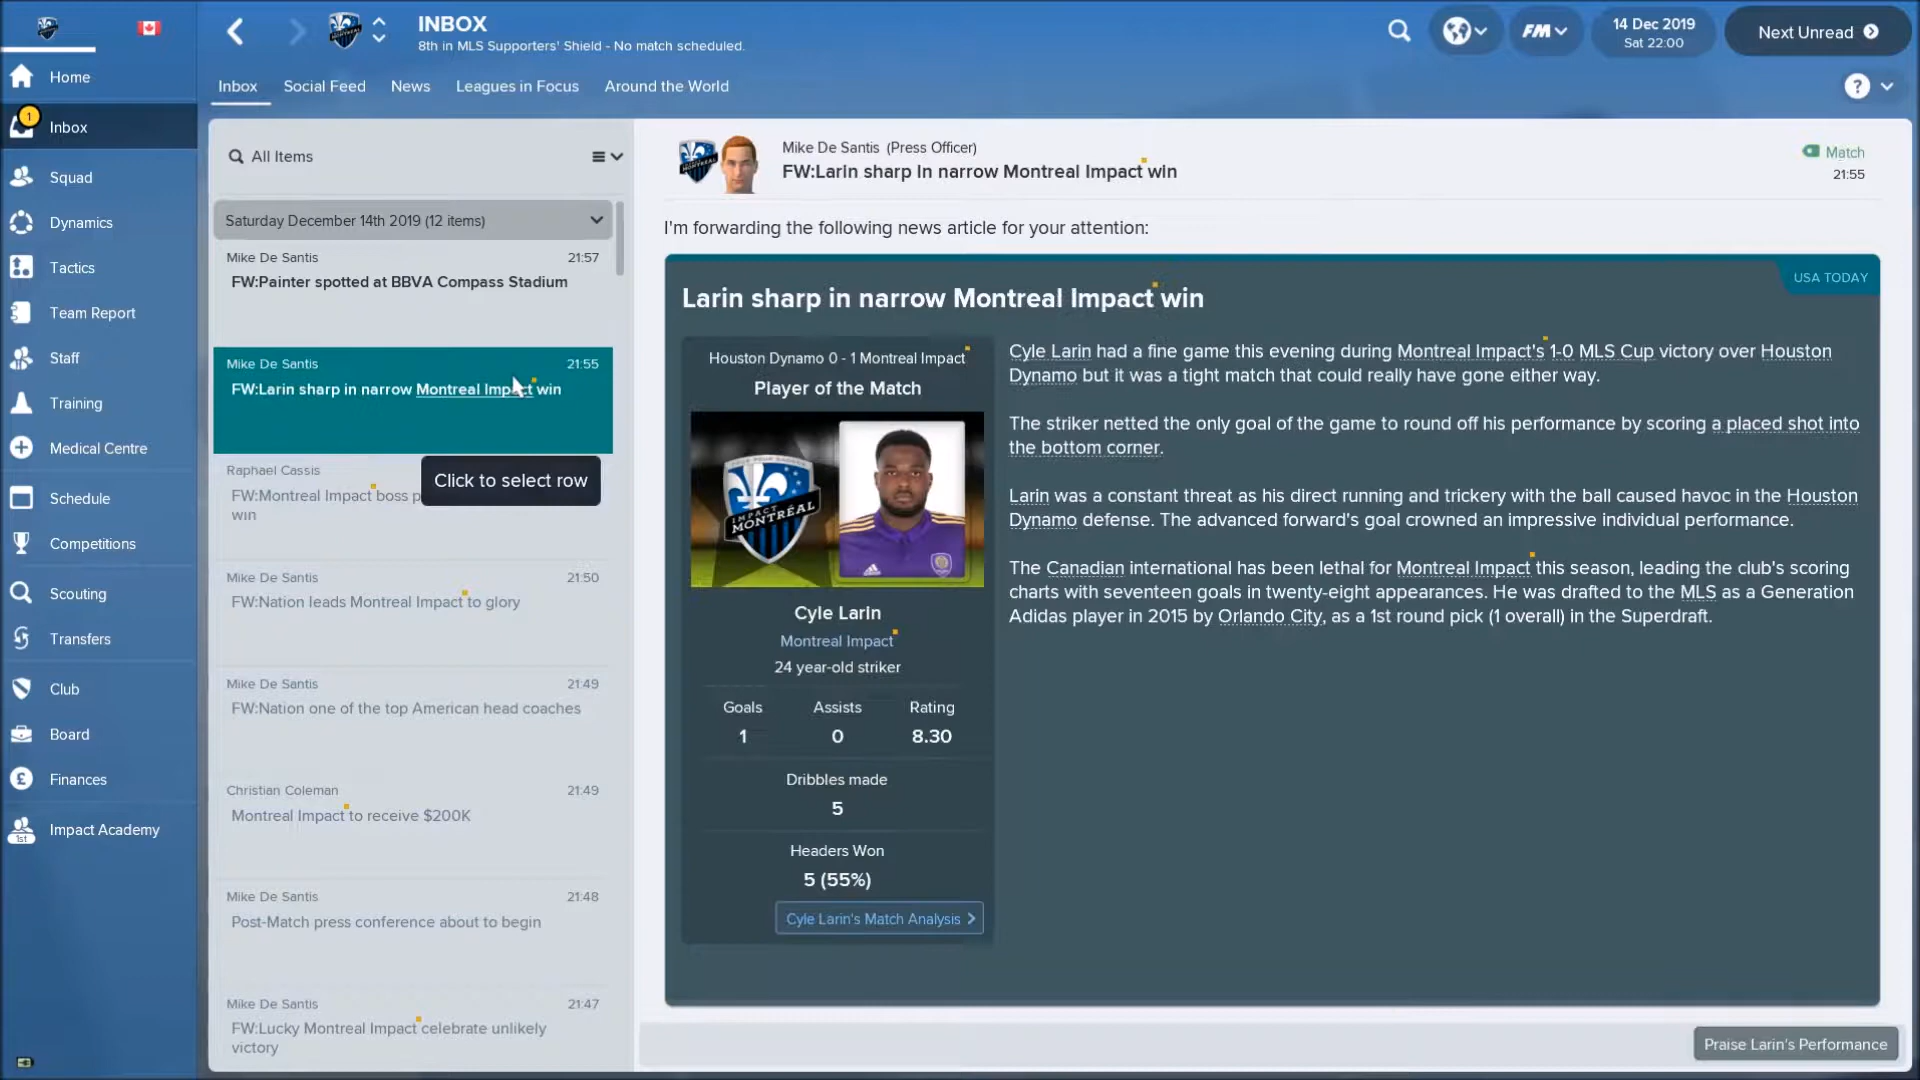 INBOX
8th in MLS Supporters' Shield - No match scheduled.
FM
14 Dec 2019
Sat 22:00
Next Unread
Home
Inbox
Social Feed
News
Leagues in Focus
Around the World
?
1
Inbox
Squad
Dynamics
Tactics
Team Report
Staff
Training
Medical Centre
Schedule
Competitions
Scouting
Transfers
Club
Board
£
Finances
1st
Impact Academy
All Items
Saturday December 14th 2019 (12 items)
Mike De Santis 21:57
FW:Painter spotted at BBVA Compass Stadium
Mike De Santis 21:55
FW:Larin sharp in narrow Montreal Impact win
Click to select row
Raphael Cassis
FW:Montreal Impact boss p
win
Mike De Santis 21:50
FW:Nation leads Montreal Impact to glory
Mike De Santis 21:49
FW:Nation one of the top American head coaches
Christian Coleman 21:49
Montreal Impact to receive $200K
Mike De Santis 21:48
Post-Match press conference about to begin
Mike De Santis 21:47
FW:Lucky Montreal Impact celebrate unlikely
victory
Mike De Santis (Press Officer)
FW:Larin sharp in narrow Montreal Impact win
Match
21:55
I'm forwarding the following news article for your attention:
USA TODAY
Larin sharp in narrow Montreal Impact win
Houston Dynamo 0 - 1 Montreal Impact
Player of the Match
IMPACT
MONTRÉAL
Cyle Larin
Montreal Impact
24 year-old striker
Goals Assists Rating
1 0 8.30
Dribbles made
5
Headers Won
5 (55%)
Cyle Larin's Match Analysis
Cyle Larin had a fine game this evening during Montreal Impact's 1-0 MLS Cup victory over Houston
Dynamo but it was a tight match that could really have gone either way.
The striker netted the only goal of the game to round off his performance by scoring a placed shot into
the bottom corner.
Larin was a constant threat as his direct running and trickery with the ball caused havoc in the Houston
Dynamo defense. The advanced forward's goal crowned an impressive individual performance.
The Canadian international has been lethal for Montreal Impact this season, leading the club's scoring
charts with seventeen goals in twenty-eight appearances. He was drafted to the MLS as a Generation
Adidas player in 2015 by Orlando City, as a 1st round pick (1 overall) in the Superdraft.
Praise Larin's Performance